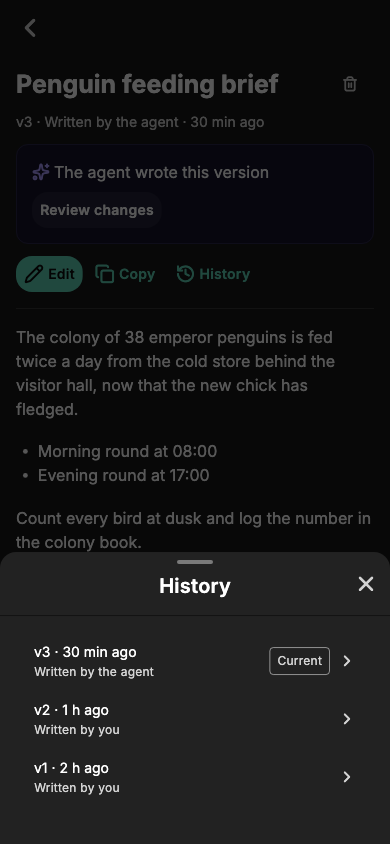 Penguin feeding brief
v3 · Written by the agent · 30 min ago
The agent wrote this version
Review changes
Edit Copy History
The colony of 38 emperor penguins is fed
twice a day from the cold store behind the
visitor hall, now that the new chick has
fledged.
• Morning round at 08:00
• Evening round at 17:00
Count every bird at dusk and log the number in
the colony book.
History
v3 · 30 min ago
Written by the agent
Current
v2 · 1 h ago
Written by you
v1 · 2 h ago
Written by you